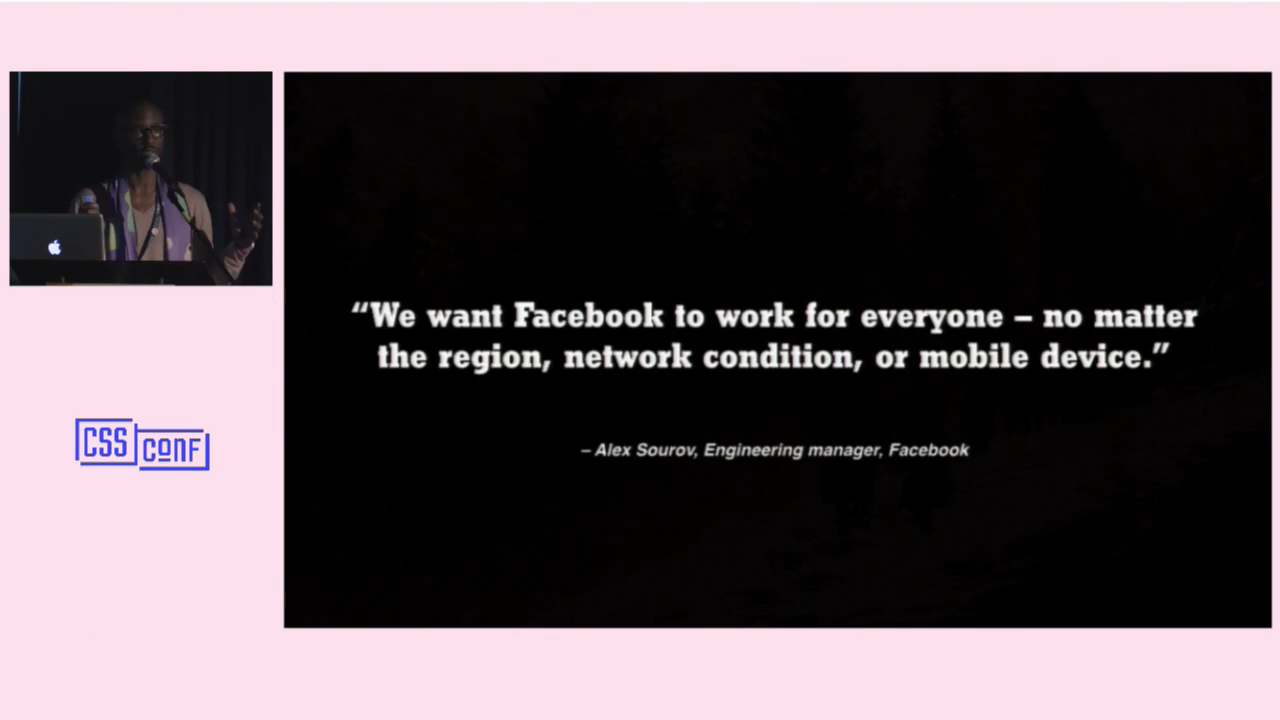 “We want Facebook to work for everyone – no matter
the region, network condition, or mobile device.”
– Alex Sourov, Engineering manager, Facebook
CSS
CONF